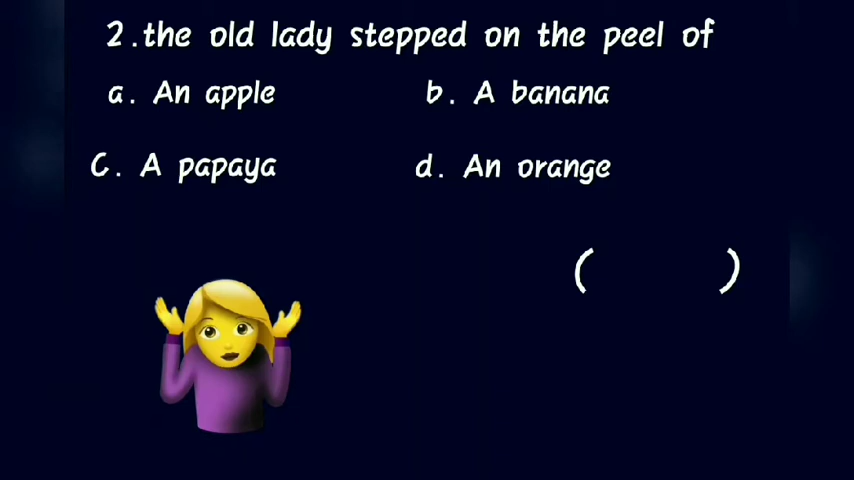 2.the old lady stepped on the peel of
a. An apple b. A banana
C. A papaya d. An orange
( )